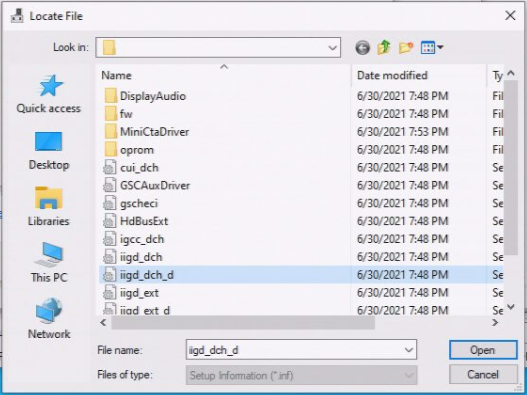 Locate File
Look in:
Name Date modified Ty
DisplayAudio 6/30/2021 7:48 PM Fil
fw 6/30/2021 7:48 PM Fil
MiniCtaDriver 6/30/2021 7:53 PM Fil
oprom 6/30/2021 7:48 PM Fil
cui_dch 6/30/2021 7:48 PM Se
GSCAuxDriver 6/30/2021 7:48 PM Se
gscheci 6/30/2021 7:48 PM Se
HdBusExt 6/30/2021 7:48 PM Se
igcc_dch 6/30/2021 7:48 PM Se
iigd_dch 6/30/2021 7:48 PM Se
iigd_dch_d 6/30/2021 7:48 PM Se
iigd_ext 6/30/2021 7:48 PM Se
iigd_ext_d 6/30/2021 7:48 PM Se
Quick access
Desktop
Libraries
This PC
Network
File name: iigd_dch_d Open
Files of type: Setup Information (*.inf) Cancel